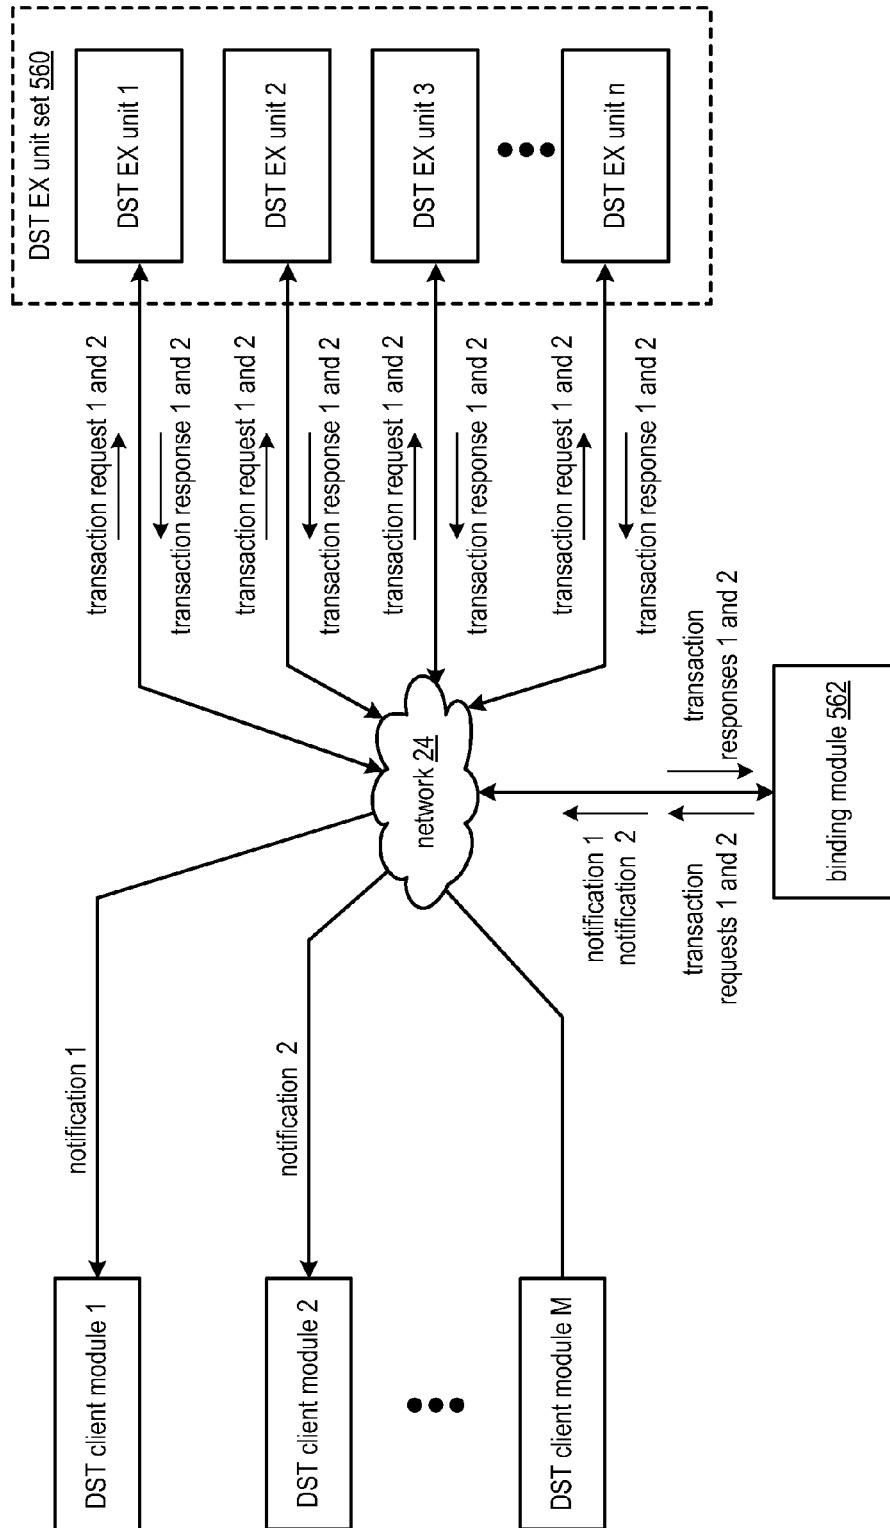 DST client module 1
DST client module 2
DST client module M
notification 1
notification 2
network 24
notification 1
notification 2
transaction
requests 1 and 2
transaction
responses 1 and 2
binding module 562
transaction request 1 and 2
transaction response 1 and 2
transaction request 1 and 2
transaction response 1 and 2
transaction request 1 and 2
transaction response 1 and 2
transaction request 1 and 2
transaction response 1 and 2
DST EX unit set 560
DST EX unit 1
DST EX unit 2
DST EX unit 3
DST EX unit n